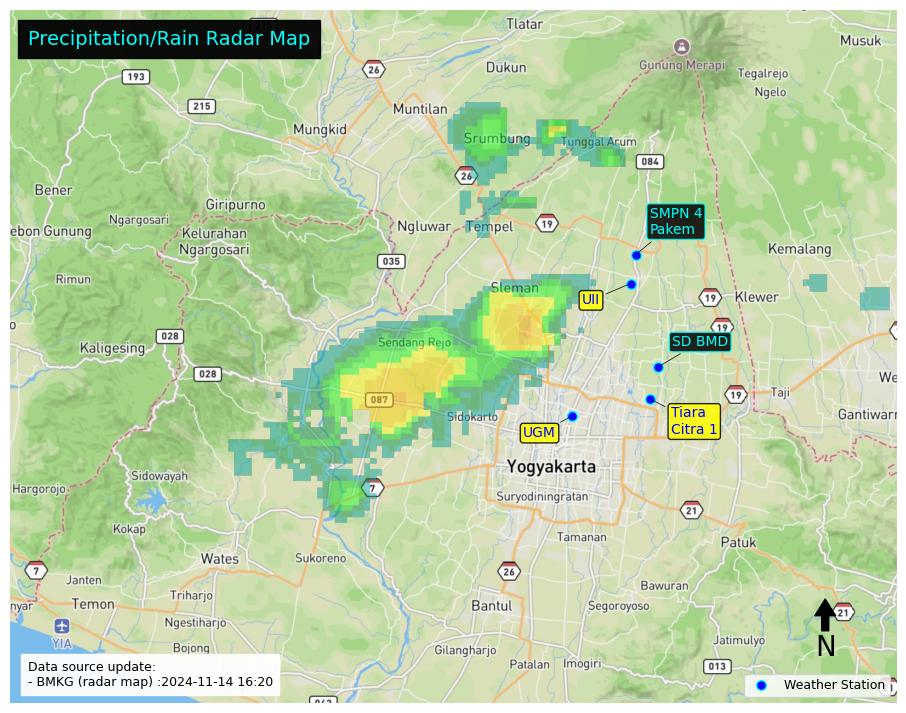 Precipitation/Rain Radar Map
Tlatar
Musuk
26
Gunung Merapi
193
Dukun
Tegalrejo
Ngelo
215
Muntilan
Mungkid
Srumbung
Tunggal Arum
084
26
Bener
Giripurno
SMPN 4
Pakem
Ngargosari
ebon Gunung
Kelurahan
Ngargosari
Ngluwar
Tempel
19
Kemalang
035
Rimun
Sleman
UII
19
Klewer
19
028
Kaligesing
Sendang Rejo
SD BMD
028
We
087
19
Taji
Sidokarto
Tiara
Citra 1
Gantiwarn
UGM
Yogyakarta
Sidowayah
Hargorojo
7
Suryodiningratan
21
Kokap
Tamanan
Patuk
Wates
Sukoreno
7
Janten
26
Bawuran
Triharjo
nyar
Temon
Bantul
Segoroyoso
21
Ngestiharjo
YIA
Jatimulyo
N
Bojong
Gilangharjo
Patalan
Imogiri
013
Data source update:
- BMKG (radar map) :2024-11-14 16:20
Weather Station